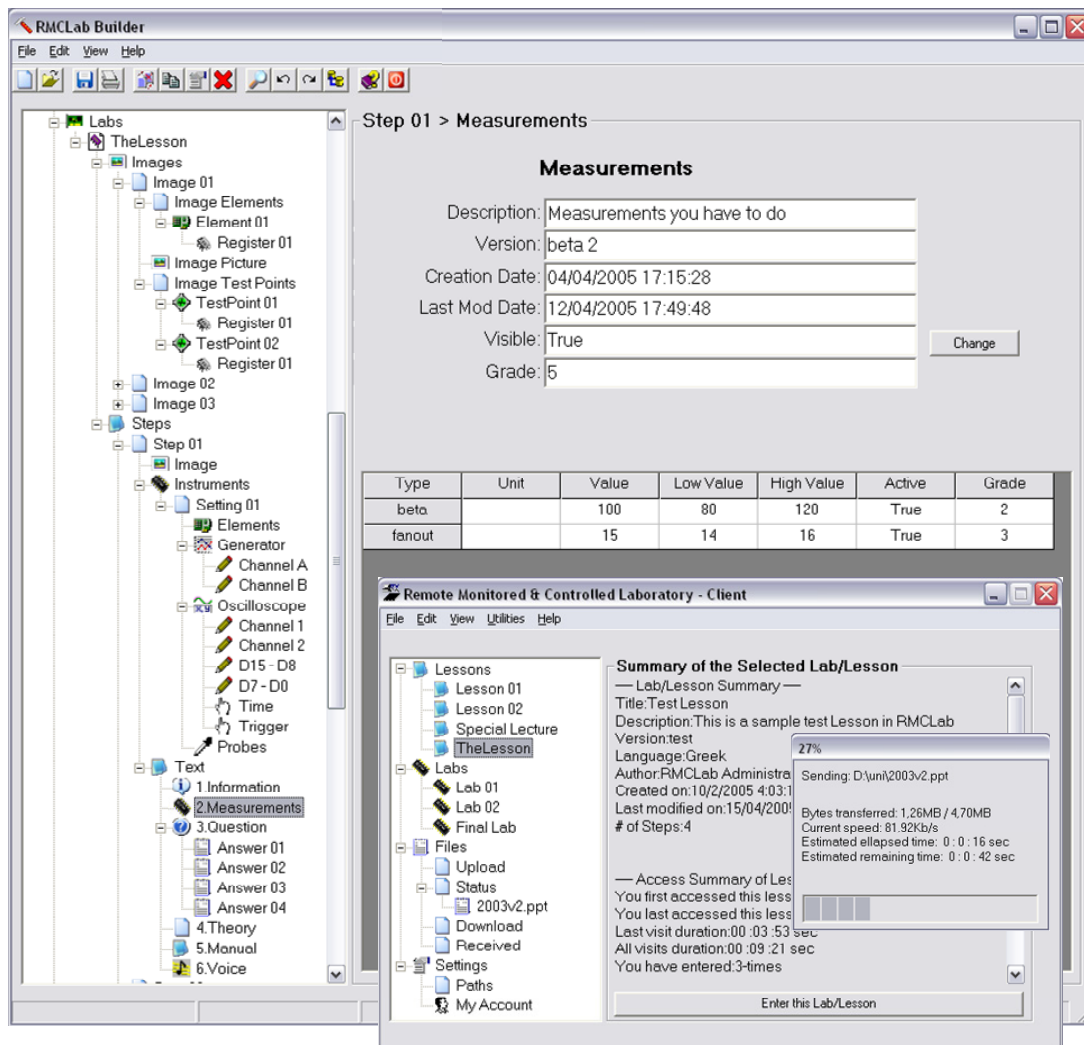 RMCLab Builder
File Edit View Help
Labs
TheLesson
Images
Image 01
Image Elements
Element 01
Register 01
Image Picture
Image Test Points
TestPoint 01
Register 01
TestPoint 02
Register 01
Image 02
Image 03
Steps
Step 01
Image
Instruments
Setting 01
Elements
Generator
Channel A
Channel B
Oscilloscope
Channel 1
Channel 2
D15 - D8
D7 - D0
Time
Trigger
Probes
Text
1.Information
2.Measurements
3.Question
Answer 01
Answer 02
Answer 03
Answer 04
4.Theory
5.Manual
6.Voice
Step 01 > Measurements
Measurements
Description: Measurements you have to do
Version: beta 2
Creation Date: 04/04/2005 17:15:28
Last Mod Date: 12/04/2005 17:49:48
Visible: True
Change
Grade: 5
Type Unit Value Low Value High Value Active Grade
beta 100 80 120 True 2
fanout 15 14 16 True 3
Remote Monitored & Controlled Laboratory - Client
File Edit View Utilities Help
Lessons
Lesson 01
Lesson 02
Special Lecture
TheLesson
Labs
Lab 01
Lab 02
Final Lab
Files
Upload
Status
2003v2.ppt
Download
Received
Settings
Paths
My Account
Summary of the Selected Lab/Lesson
— Lab/Lesson Summary —
Title:Test Lesson
Description:This is a sample test Lesson in RMCLab
Version:test
Language:Greek
Author:RMCLab Administra
Created on:10/2/2005 4:03:1
Last modified on:15/04/200
# of Steps:4
— Access Summary of Les
You first accessed this less
You last accessed this less
Last visit duration:00 :03 :53 sec
All visits duration:00 :09 :21 sec
You have entered:3-times
Enter this Lab/Lesson
27%
Sending: D:\uni\2003v2.ppt
Bytes transferred: 1,26MB / 4,70MB
Current speed: 81.92Kb/s
Estimated ellapsed time: 0 : 0 : 16 sec
Estimated remaining time: 0 : 0 : 42 sec